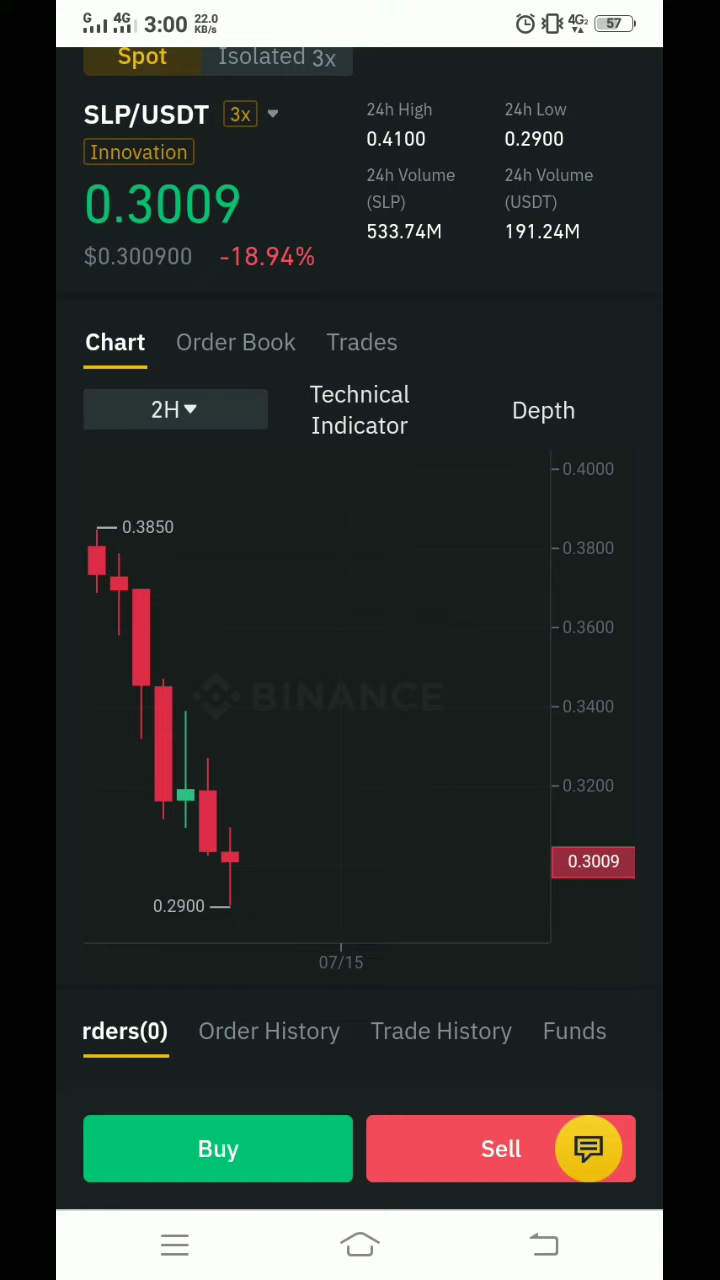 G 4G 3:00 22.0 KB/s 4G2 57
Spot Isolated 3x
SLP/USDT 3x
24h High 24h Low
0.4100 0.2900
Innovation
24h Volume (SLP) 24h Volume (USDT)
533.74M 191.24M
0.3009
$0.300900 -18.94%
Chart Order Book Trades
2H Technical Indicator Depth
0.4000
0.3850
0.3800
0.3600
BINANCE
0.3400
0.3200
0.3009
0.2900
07/15
rders(0) Order History Trade History Funds
Buy Sell